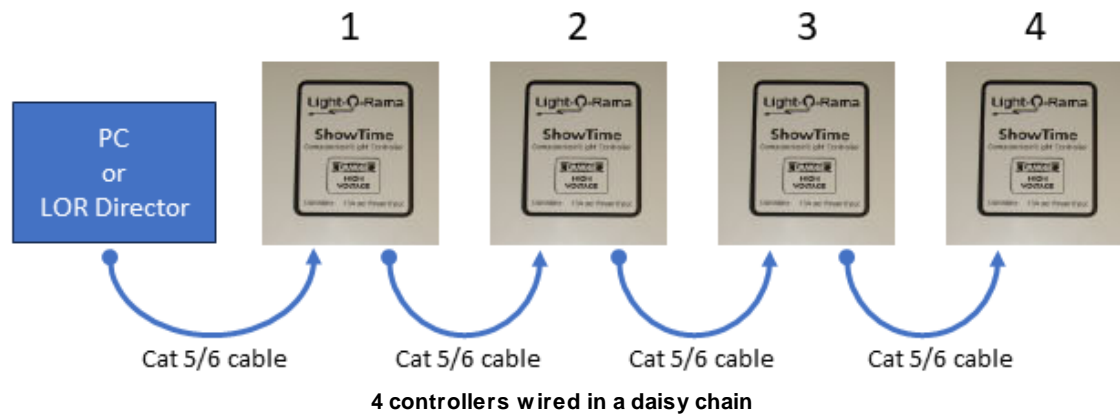 1 2 3 4
PC
or
LOR Director
Light-O-Rama
ShowTime
DANGER
HIGH
VOLTAGE
Light-O-Rama
ShowTime
DANGER
HIGH
VOLTAGE
Light-O-Rama
ShowTime
DANGER
HIGH
VOLTAGE
Light-O-Rama
ShowTime
DANGER
HIGH
VOLTAGE
Cat 5/6 cable Cat 5/6 cable Cat 5/6 cable Cat 5/6 cable
4 controllers wired in a daisy chain